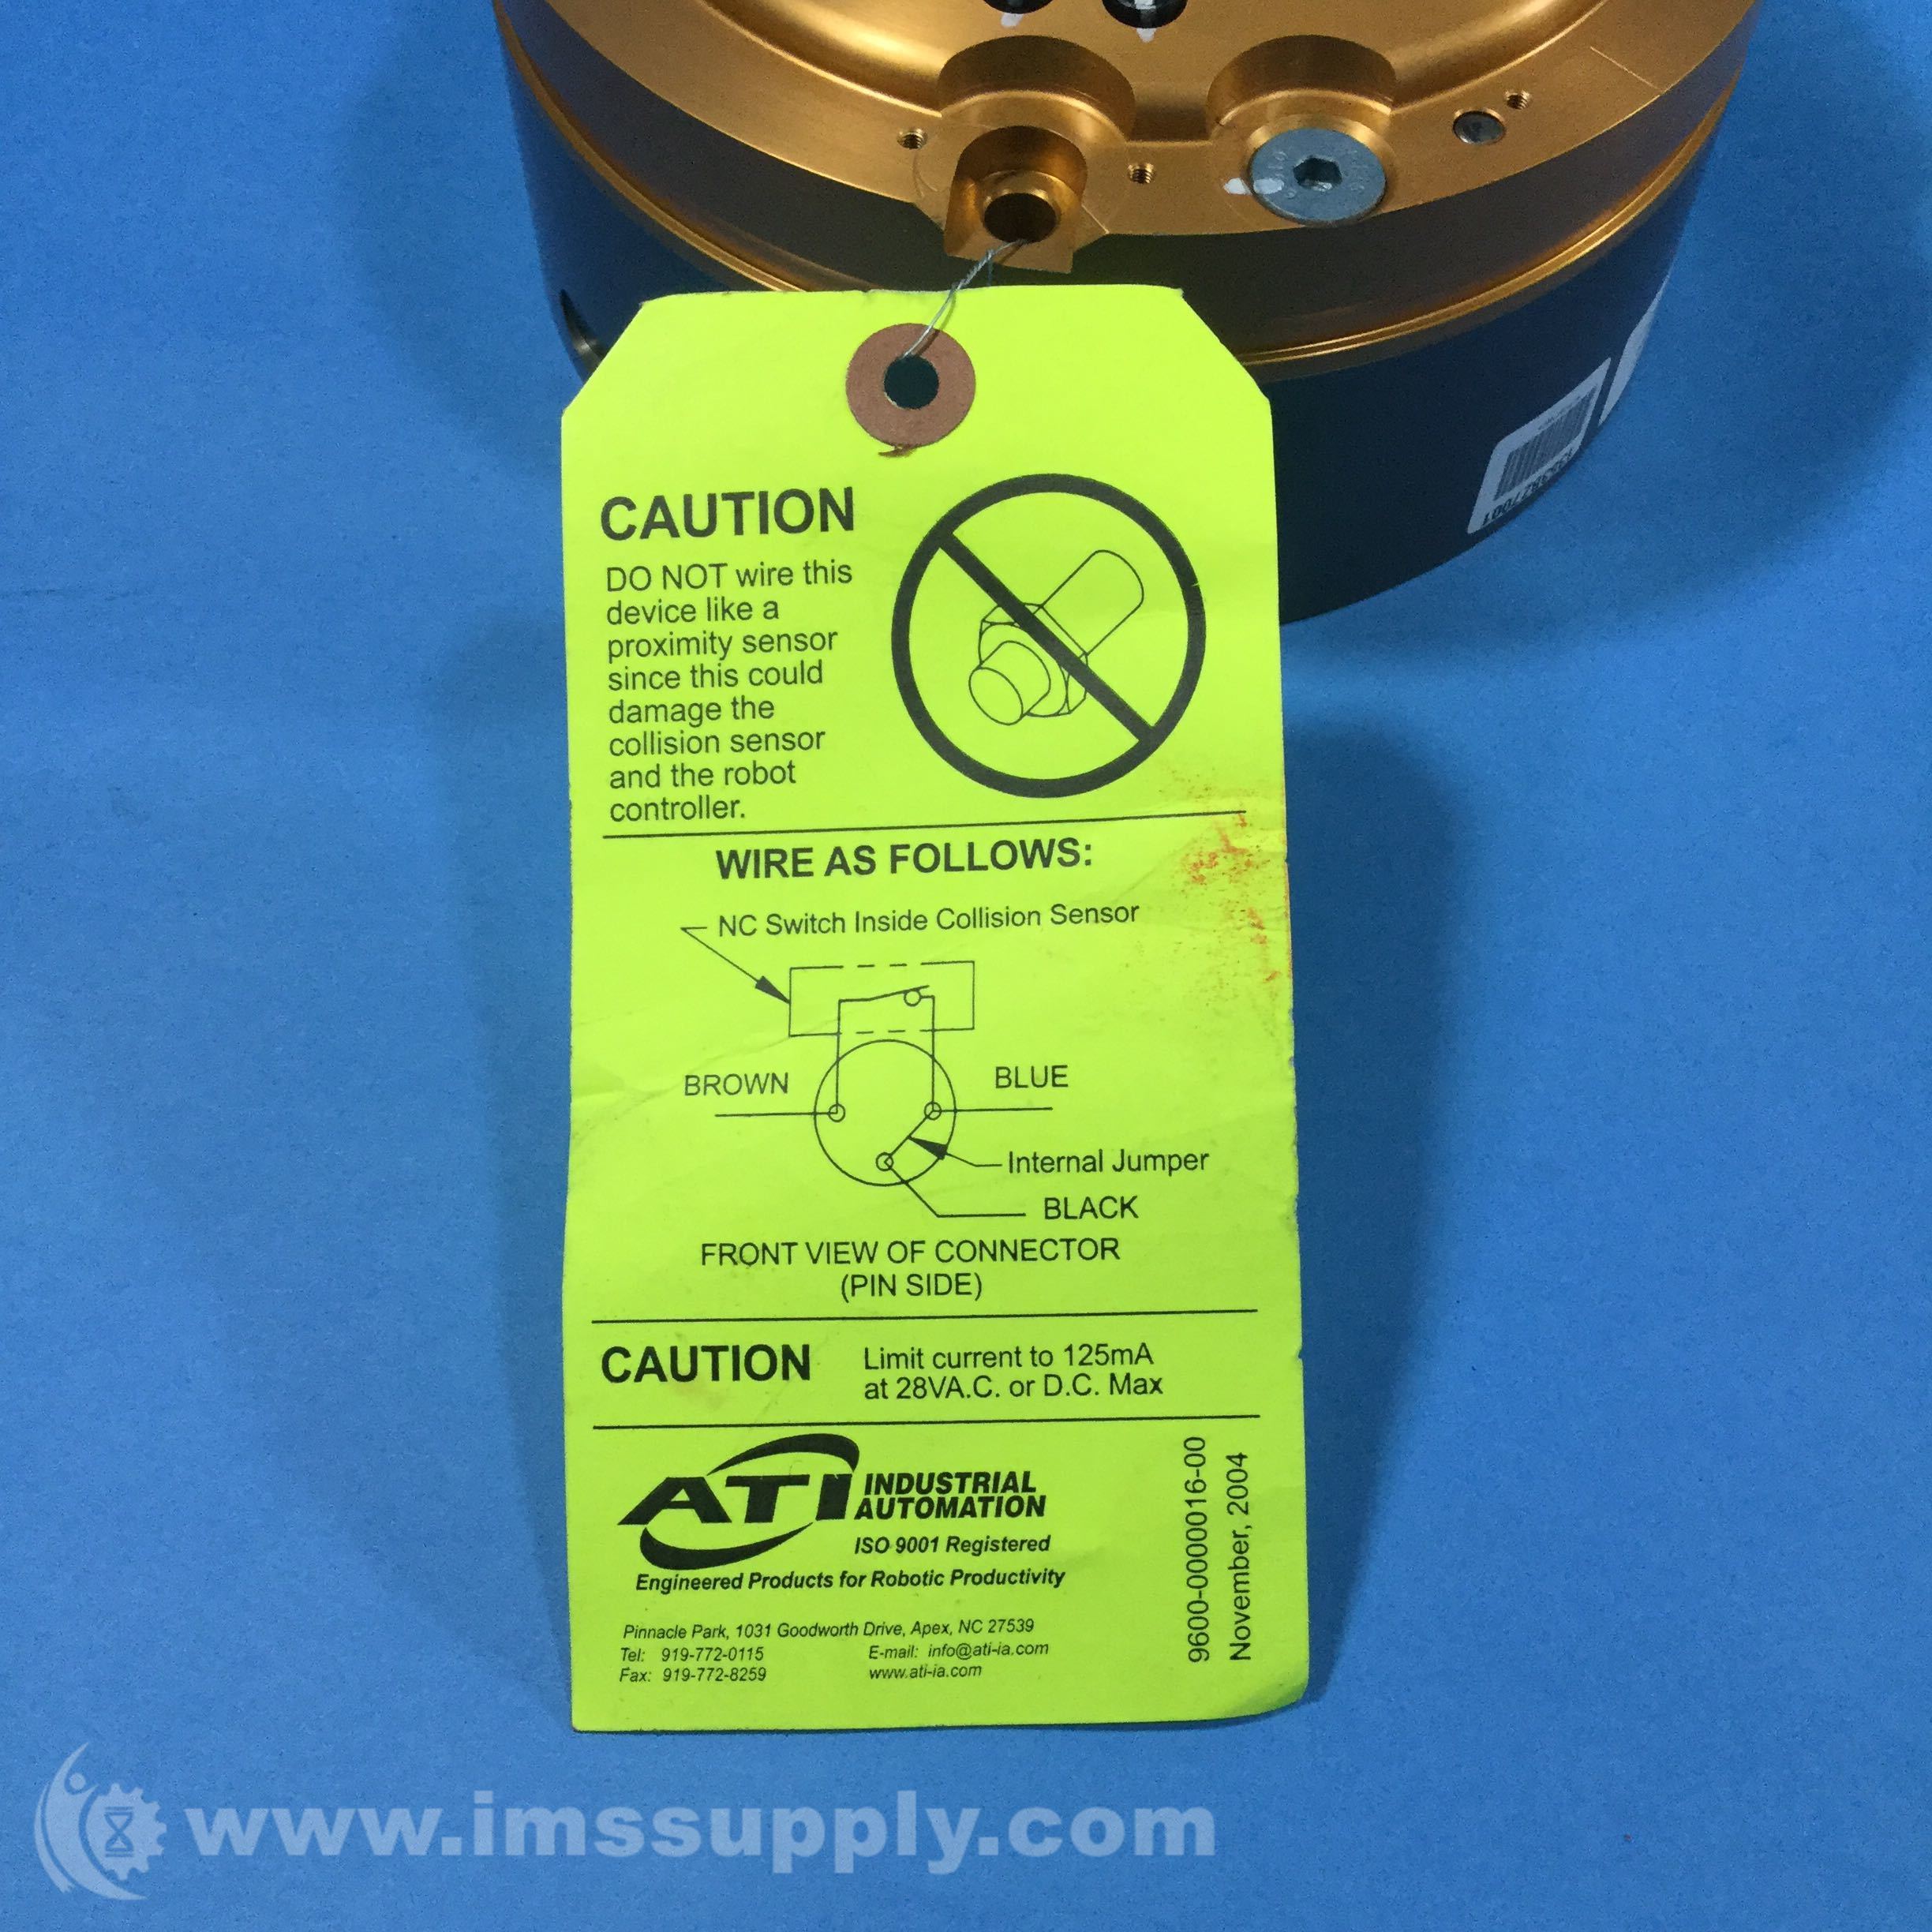 CAUTION
DO NOT wire this
device like a
proximity sensor
since this could
damage the
collision sensor
and the robot
controller.
WIRE AS FOLLOWS:
NC Switch Inside Collision Sensor
BROWN
BLUE
Internal Jumper
BLACK
FRONT VIEW OF CONNECTOR
(PIN SIDE)
CAUTION
Limit current to 125mA
at 28VA.C. or D.C. Max
ATI INDUSTRIAL
AUTOMATION
ISO 9001 Registered
Engineered Products for Robotic Productivity
Pinnacle Park, 1031 Goodworth Drive, Apex, NC 27539
Tel: 919-772-0115 E-mail: info@ati-ia.com
Fax: 919-772-8259 www.ati-ia.com
9600-0000016-00
November, 2004
www.imssupply.com